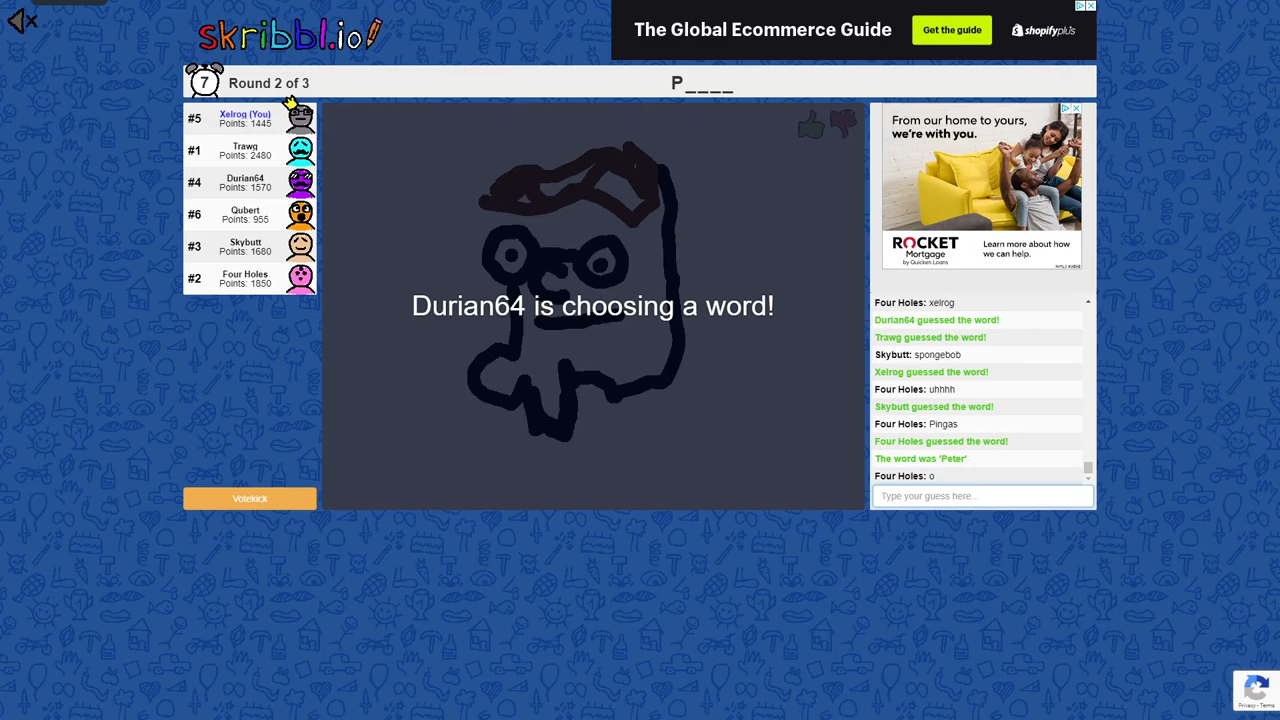 skribbl.io
The Global Ecommerce Guide
Get the guide
shopifyplus
7
Round 2 of 3
P____
#5
Xelrog (You)
Points: 1445
#1
Trawg
Points: 2480
#4
Durian64
Points: 1570
#6
Qubert
Points: 955
#3
Skybutt
Points: 1680
#2
Four Holes
Points: 1850
Votekick
Durian64 is choosing a word!
From our home to yours,
we're with you.
ROCKET
Mortgage
by Quicken Loans
Learn more about how
we can help.
Four Holes: xelrog
Durian64 guessed the word!
Trawg guessed the word!
Skybutt: spongebob
Xelrog guessed the word!
Four Holes: uhhhh
Skybutt guessed the word!
Four Holes: Pingas
Four Holes guessed the word!
The word was 'Peter'
Four Holes: o
Type your guess here...
Privacy - Terms